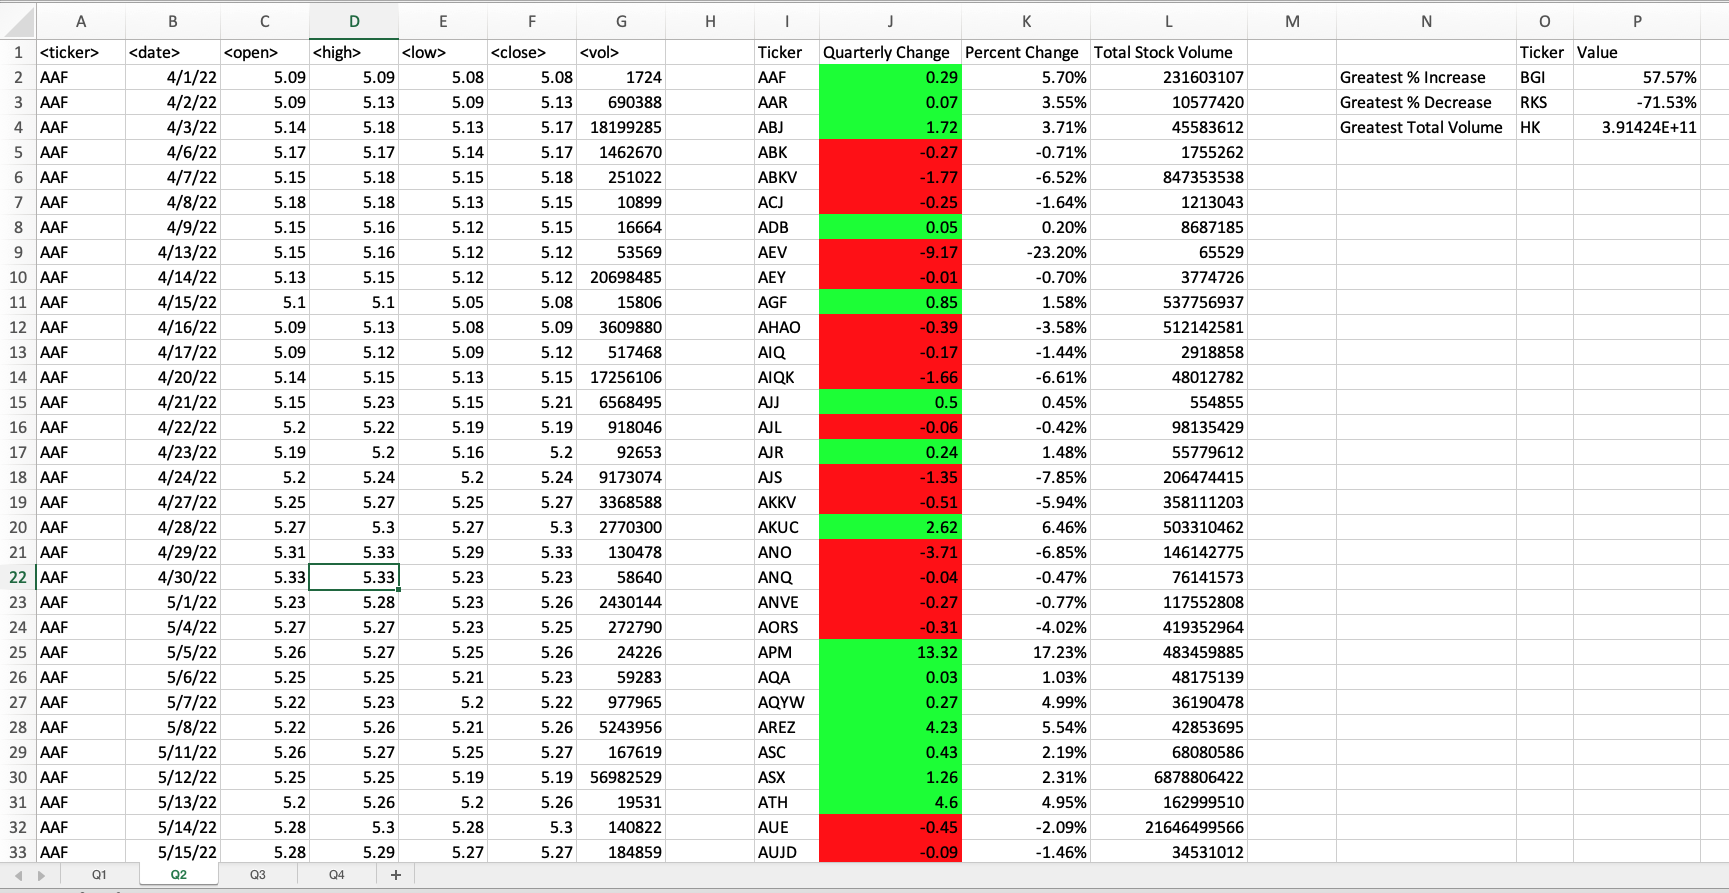 A B C D E F G H I J K L M N O P
1 <ticker> <date> <open> <high> <low> <close> <vol> Ticker Quarterly Change Percent Change Total Stock Volume Ticker Value
2 AAF 4/1/22 5.09 5.09 5.08 5.08 1724 AAF 0.29 5.70% 231603107 Greatest % Increase BGI 57.57%
3 AAF 4/2/22 5.09 5.13 5.09 5.13 690388 AAR 0.07 3.55% 10577420 Greatest % Decrease RKS -71.53%
4 AAF 4/3/22 5.14 5.18 5.13 5.17 18199285 ABJ 1.72 3.71% 45583612 Greatest Total Volume HK 3.91424E+11
5 AAF 4/6/22 5.17 5.17 5.14 5.17 1462670 ABK -0.27 -0.71% 1755262
6 AAF 4/7/22 5.15 5.18 5.15 5.18 251022 ABKV -1.77 -6.52% 847353538
7 AAF 4/8/22 5.18 5.18 5.13 5.15 10899 ACJ -0.25 -1.64% 1213043
8 AAF 4/9/22 5.15 5.16 5.12 5.15 16664 ADB 0.05 0.20% 8687185
9 AAF 4/13/22 5.15 5.16 5.12 5.12 53569 AEV -9.17 -23.20% 65529
10 AAF 4/14/22 5.13 5.15 5.12 5.12 20698485 AEY -0.01 -0.70% 3774726
11 AAF 4/15/22 5.1 5.1 5.05 5.08 15806 AGF 0.85 1.58% 537756937
12 AAF 4/16/22 5.09 5.13 5.08 5.09 3609880 AHAO -0.39 -3.58% 512142581
13 AAF 4/17/22 5.09 5.12 5.09 5.12 517468 AIQ -0.17 -1.44% 2918858
14 AAF 4/20/22 5.14 5.15 5.13 5.15 17256106 AIQK -1.66 -6.61% 48012782
15 AAF 4/21/22 5.15 5.23 5.15 5.21 6568495 AJJ 0.5 0.45% 554855
16 AAF 4/22/22 5.2 5.22 5.19 5.19 918046 AJL -0.06 -0.42% 98135429
17 AAF 4/23/22 5.19 5.2 5.16 5.2 92653 AJR 0.24 1.48% 55779612
18 AAF 4/24/22 5.2 5.24 5.2 5.24 9173074 AJS -1.35 -7.85% 206474415
19 AAF 4/27/22 5.25 5.27 5.25 5.27 3368588 AKKV -0.51 -5.94% 358111203
20 AAF 4/28/22 5.27 5.3 5.27 5.3 2770300 AKUC 2.62 6.46% 503310462
21 AAF 4/29/22 5.31 5.33 5.29 5.33 130478 ANO -3.71 -6.85% 146142775
22 AAF 4/30/22 5.33 5.33 5.23 5.23 58640 ANQ -0.04 -0.47% 76141573
23 AAF 5/1/22 5.23 5.28 5.23 5.26 2430144 ANVE -0.27 -0.77% 117552808
24 AAF 5/4/22 5.27 5.27 5.23 5.25 272790 AORS -0.31 -4.02% 419352964
25 AAF 5/5/22 5.26 5.27 5.25 5.26 24226 APM 13.32 17.23% 483459885
26 AAF 5/6/22 5.25 5.25 5.21 5.23 59283 AQA 0.03 1.03% 48175139
27 AAF 5/7/22 5.22 5.23 5.2 5.22 977965 AQYW 0.27 4.99% 36190478
28 AAF 5/8/22 5.22 5.26 5.21 5.26 5243956 AREZ 4.23 5.54% 42853695
29 AAF 5/11/22 5.26 5.27 5.25 5.27 167619 ASC 0.43 2.19% 68080586
30 AAF 5/12/22 5.25 5.25 5.19 5.19 56982529 ASX 1.26 2.31% 6878806422
31 AAF 5/13/22 5.2 5.26 5.2 5.26 19531 ATH 4.6 4.95% 162999510
32 AAF 5/14/22 5.28 5.3 5.28 5.3 140822 AUE -0.45 -2.09% 21646499566
33 AAF 5/15/22 5.28 5.29 5.27 5.27 184859 AUJD -0.09 -1.46% 34531012
Q1 Q2 Q3 Q4 +